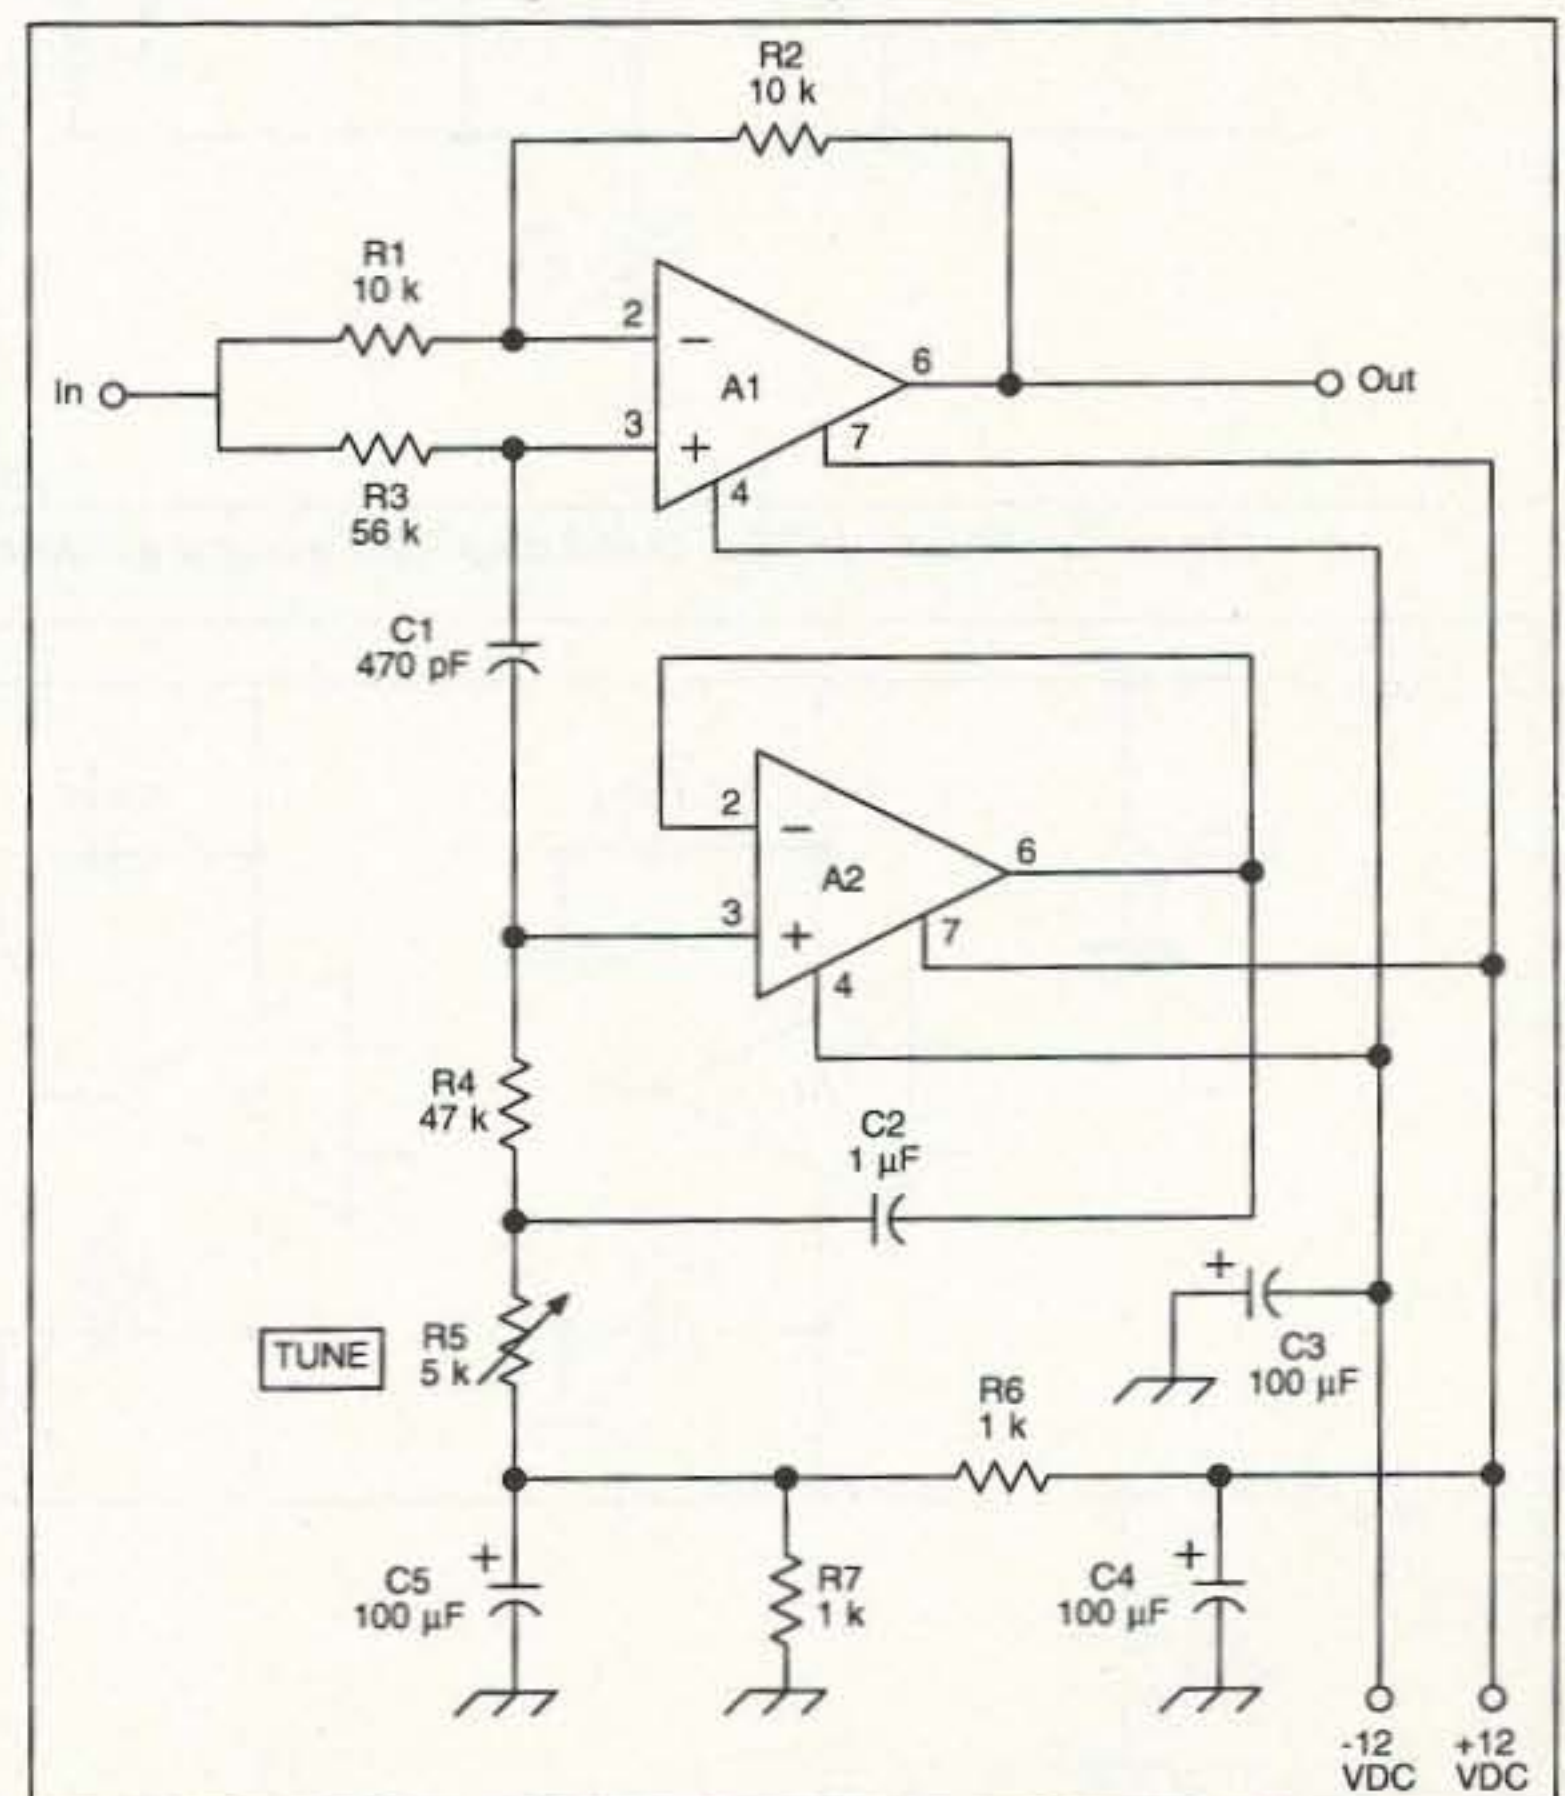 R2
10 k
R1
10 k
2
−
A1
6
In
Out
3
+
7
R3
56 k
4
C1
470 pF
2
−
A2
6
3
+
7
4
R4
47 k
C2
1 µF
+
C3
100 µF
TUNE
R5
5 k
R6
1 k
+
C5
100 µF
R7
1 k
+
C4
100 µF
-12
VDC
+12
VDC